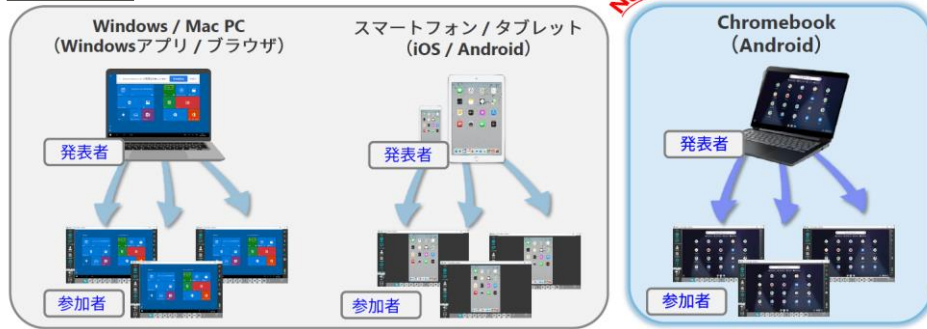 Windows / Mac PC
（Windowsアプリ / ブラウザ）
発表者
参加者
スマートフォン / タブレット
（iOS / Android）
発表者
参加者
Chromebook
（Android）
発表者
参加者